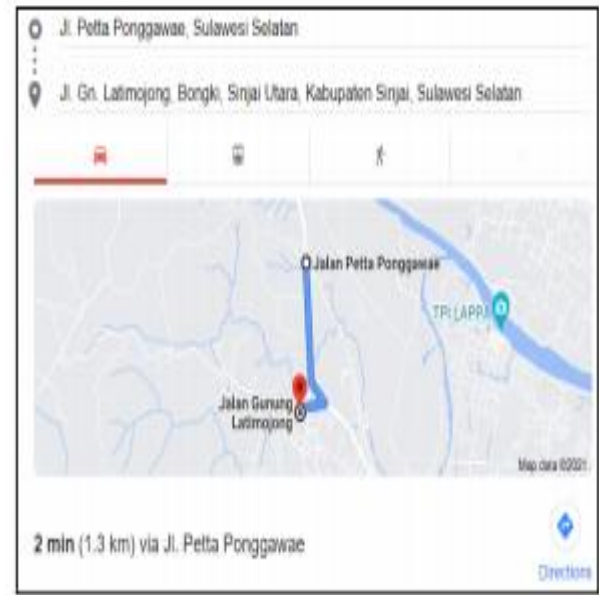 Jl. Petta Ponggawae, Sulawesi Selatan
Jl. Gn. Latimojong, Bongki, Sinjai Utara, Kabupaten Sinjai, Sulawesi Selatan
Jalan Petta Ponggawae
TPI LAPPA
Jalan Gunung
Latimojong
Map data ©2021
2 min (1.3 km) via Jl. Petta Ponggawae
Directions